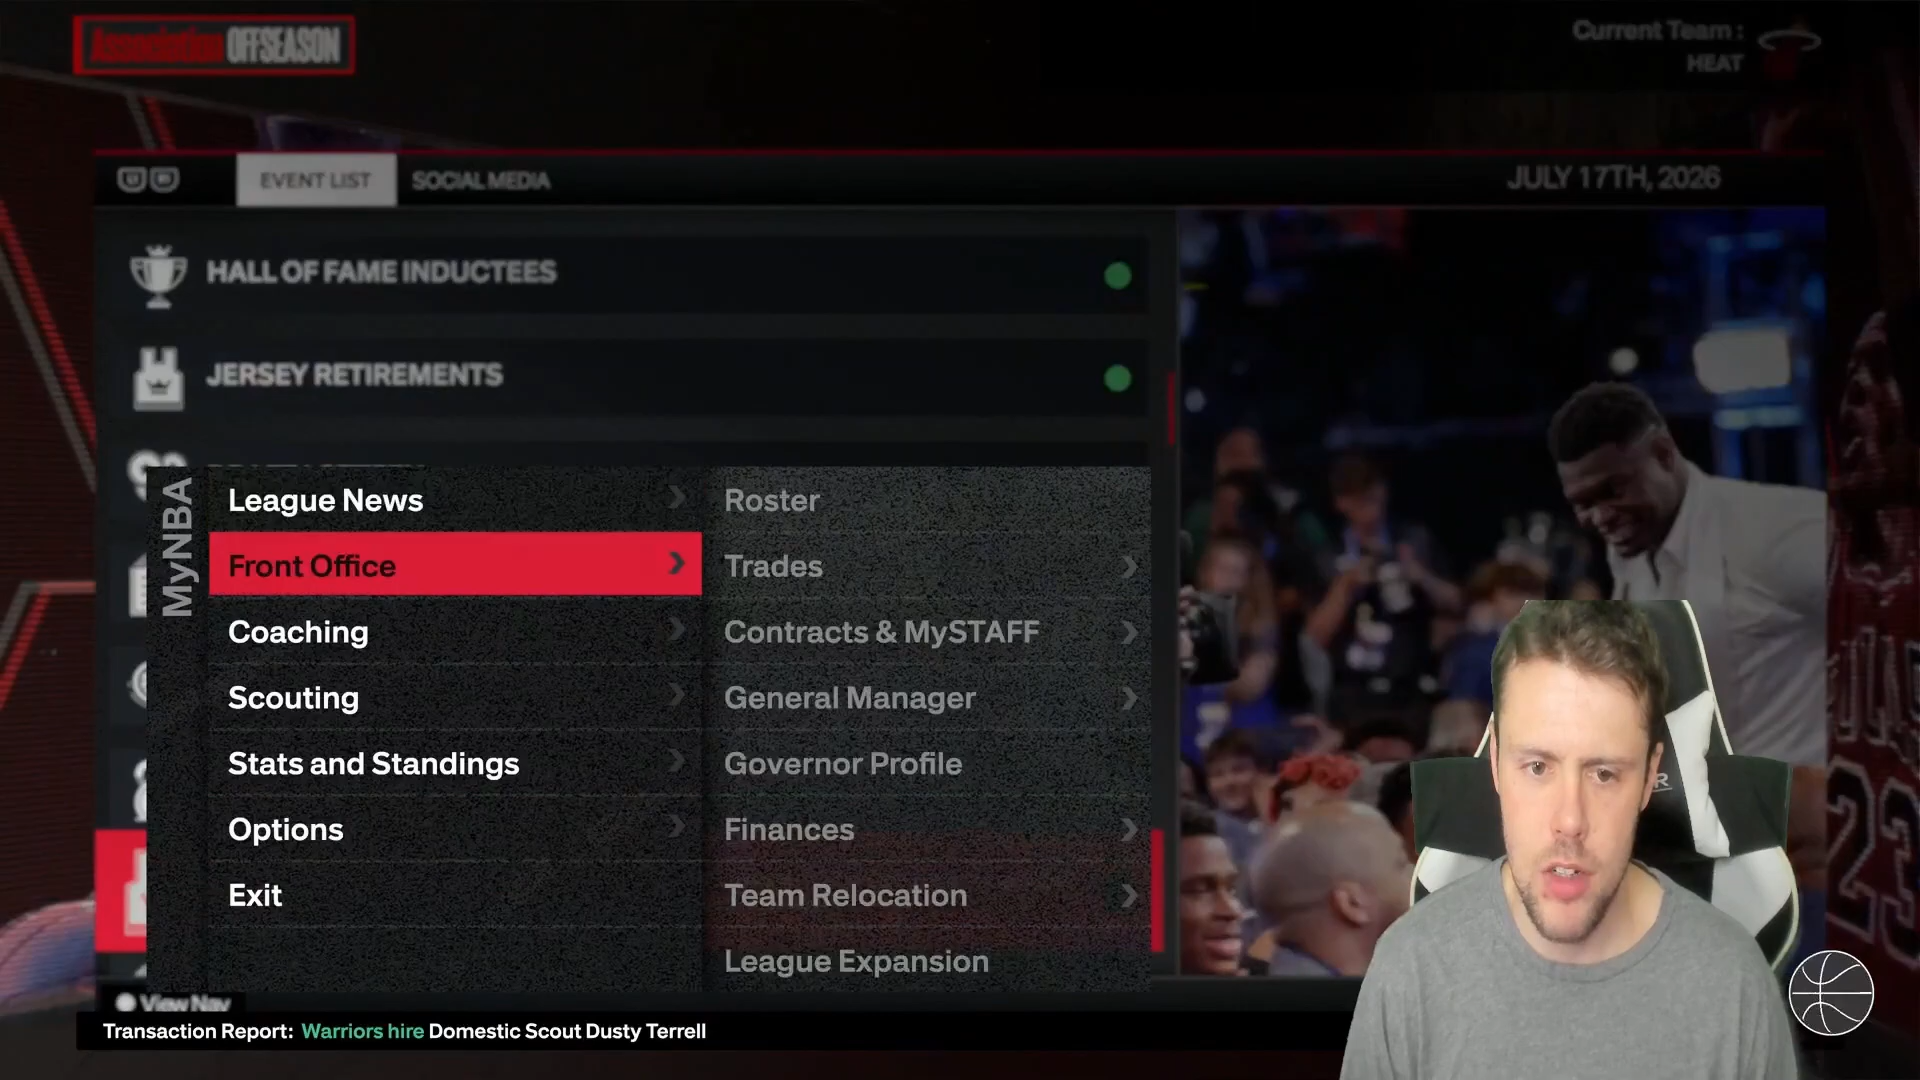 Association OFFSEASON
Current Team :
HEAT
EVENT LIST
SOCIAL MEDIA
JULY 17TH, 2026
HALL OF FAME INDUCTEES
JERSEY RETIREMENTS
MyNBA
League News
Front Office
Coaching
Scouting
Stats and Standings
Options
Exit
Roster
Trades
Contracts & MySTAFF
General Manager
Governor Profile
Finances
Team Relocation
League Expansion
View Nav
Transaction Report: Warriors hire Domestic Scout Dusty Terrell
23